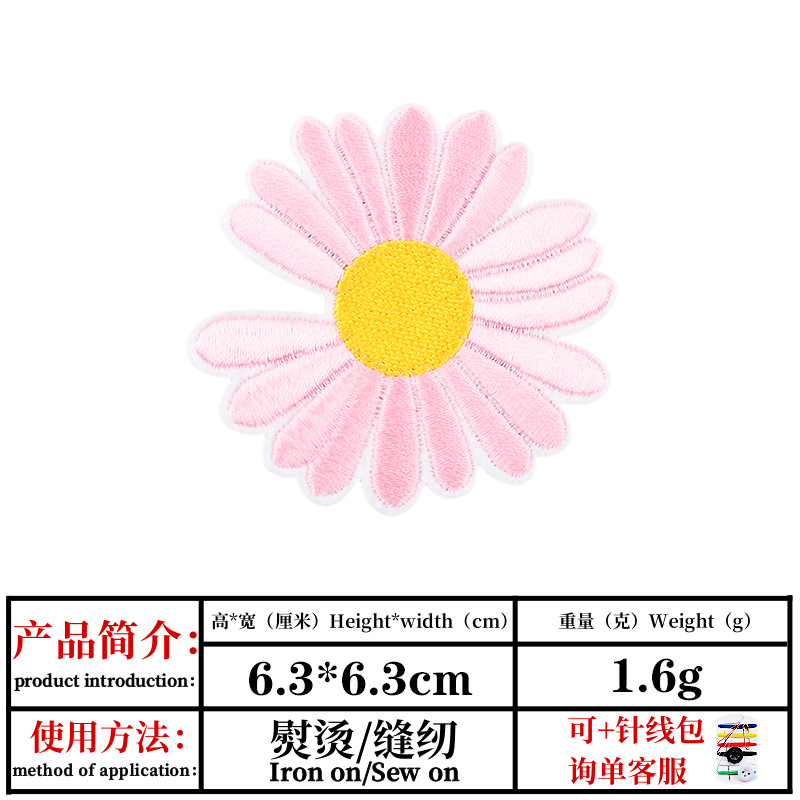 产品简介：
product introduction:
高*宽（厘米）Height*width（cm）
重量（克）Weight（g）
6.3*6.3cm
1.6g
使用方法：
method of application:
熨烫/缝纫
Iron on/Sew on
可+针线包
询单客服